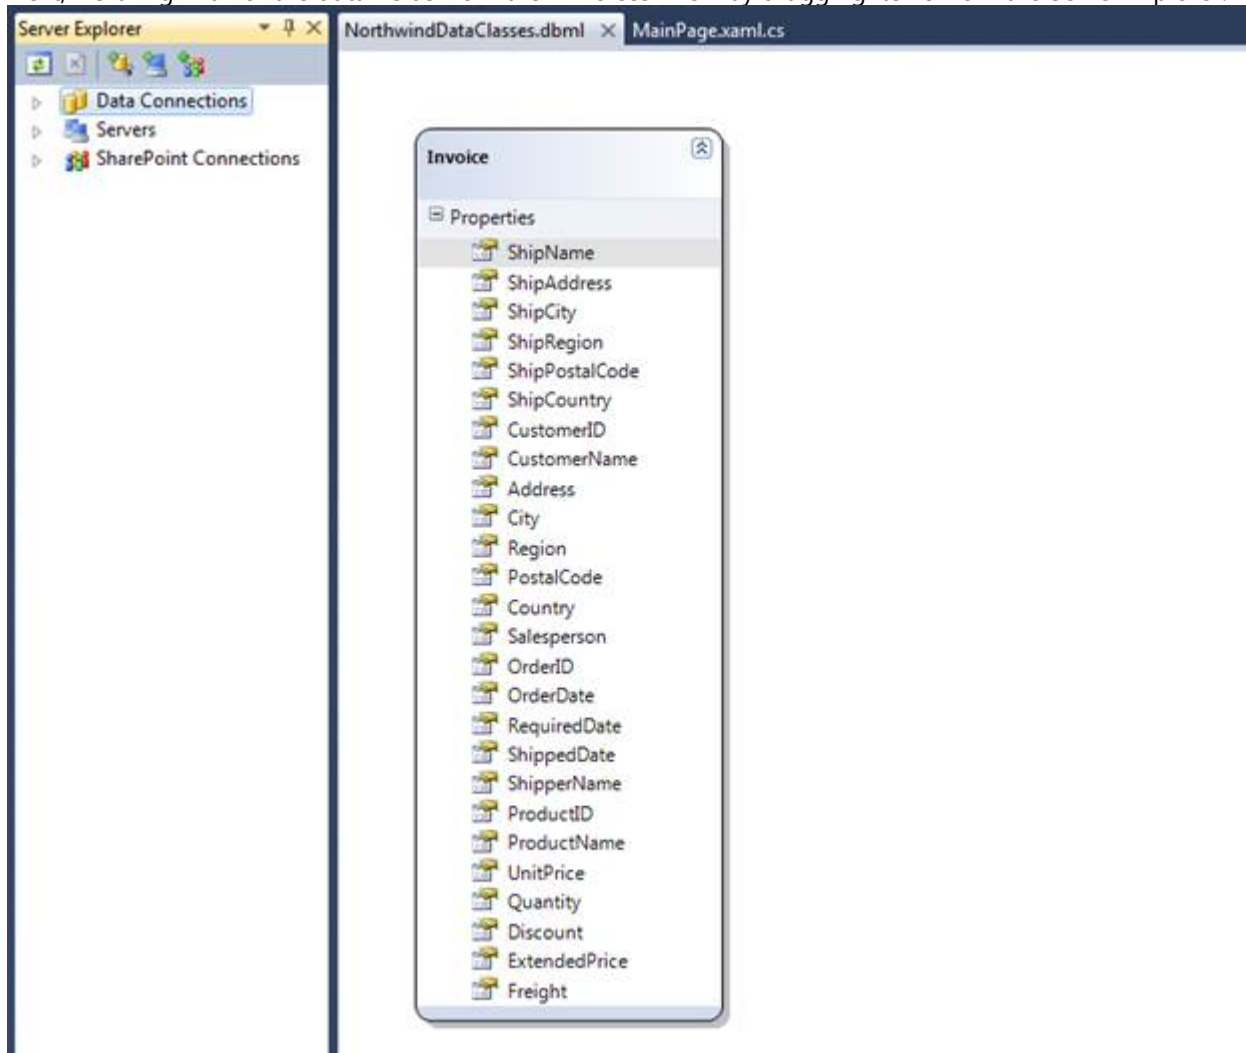 Server Explorer
NorthwindDataClasses.dbml
MainPage.xaml.cs
Data Connections
Servers
SharePoint Connections
Invoice
Properties
ShipName
ShipAddress
ShipCity
ShipRegion
ShipPostalCode
ShipCountry
CustomerID
CustomerName
Address
City
Region
PostalCode
Country
Salesperson
OrderID
OrderDate
RequiredDate
ShippedDate
ShipperName
ProductID
ProductName
UnitPrice
Quantity
Discount
ExtendedPrice
Freight